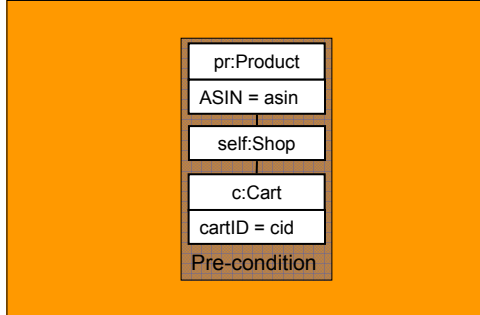 pr:Product
ASIN = asin
self:Shop
c:Cart
cartID = cid
Pre-condition